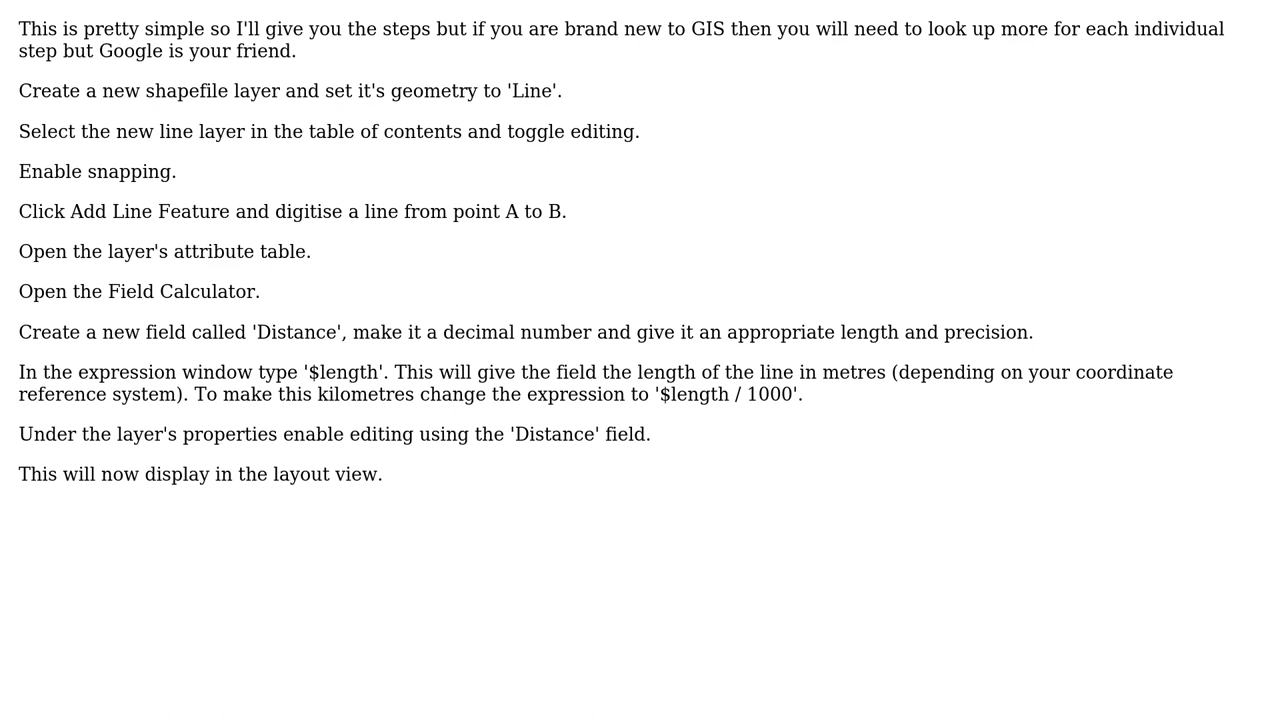 This is pretty simple so I'll give you the steps but if you are brand new to GIS then you will need to look up more for each individual
step but Google is your friend.
Create a new shapefile layer and set it's geometry to 'Line'.
Select the new line layer in the table of contents and toggle editing.
Enable snapping.
Click Add Line Feature and digitise a line from point A to B.
Open the layer's attribute table.
Open the Field Calculator.
Create a new field called 'Distance', make it a decimal number and give it an appropriate length and precision.
In the expression window type '$length'. This will give the field the length of the line in metres (depending on your coordinate
reference system). To make this kilometres change the expression to '$length / 1000'.
Under the layer's properties enable editing using the 'Distance' field.
This will now display in the layout view.